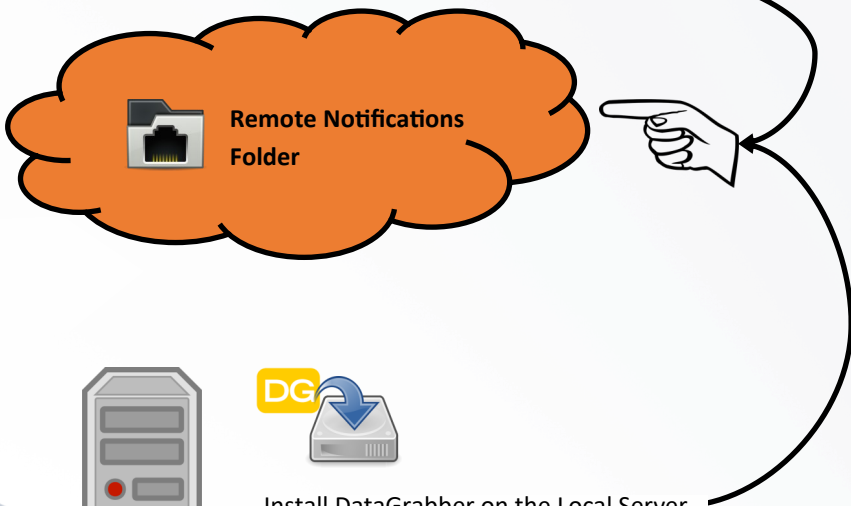 Remote Notifications
Folder
DG
Install DataGrabber on the Local Server